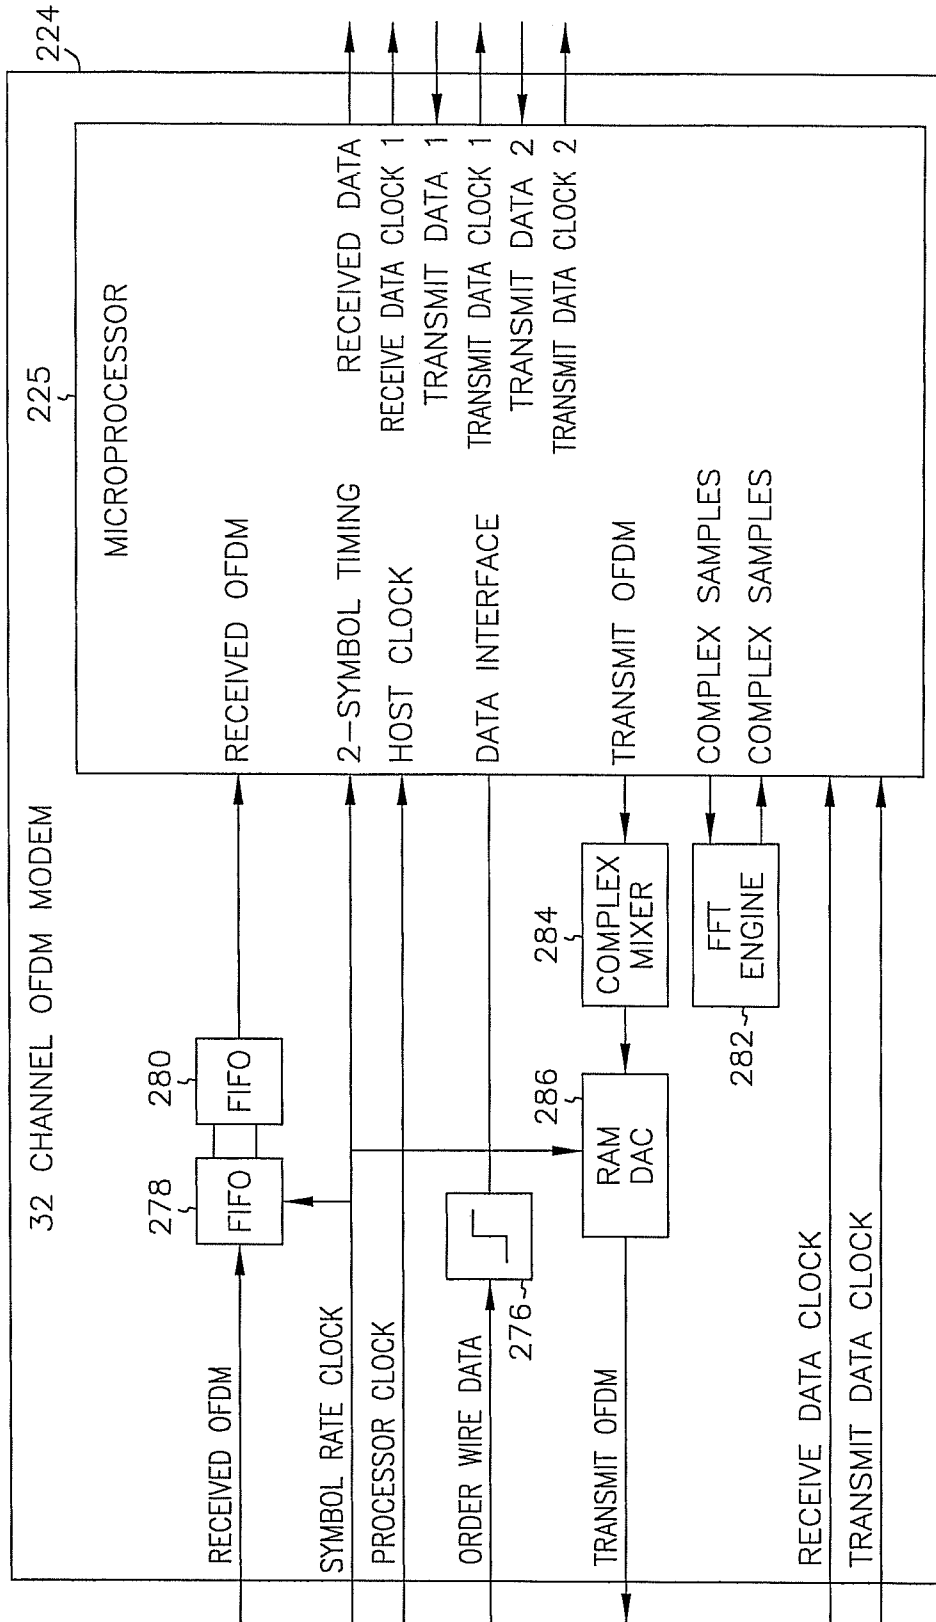 32 CHANNEL OFDM MODEM
224
225
MICROPROCESSOR
RECEIVED OFDM
278
FIFO
280
FIFO
RECEIVED OFDM
SYMBOL RATE CLOCK
2-SYMBOL TIMING
PROCESSOR CLOCK
HOST CLOCK
ORDER WIRE DATA
276
DATA INTERFACE
TRANSMIT OFDM
286
RAM
DAC
284
COMPLEX
MIXER
TRANSMIT OFDM
282
FFT
ENGINE
COMPLEX SAMPLES
COMPLEX SAMPLES
RECEIVE DATA CLOCK
TRANSMIT DATA CLOCK
RECEIVED DATA
RECEIVE DATA CLOCK 1
TRANSMIT DATA 1
TRANSMIT DATA CLOCK 1
TRANSMIT DATA 2
TRANSMIT DATA CLOCK 2